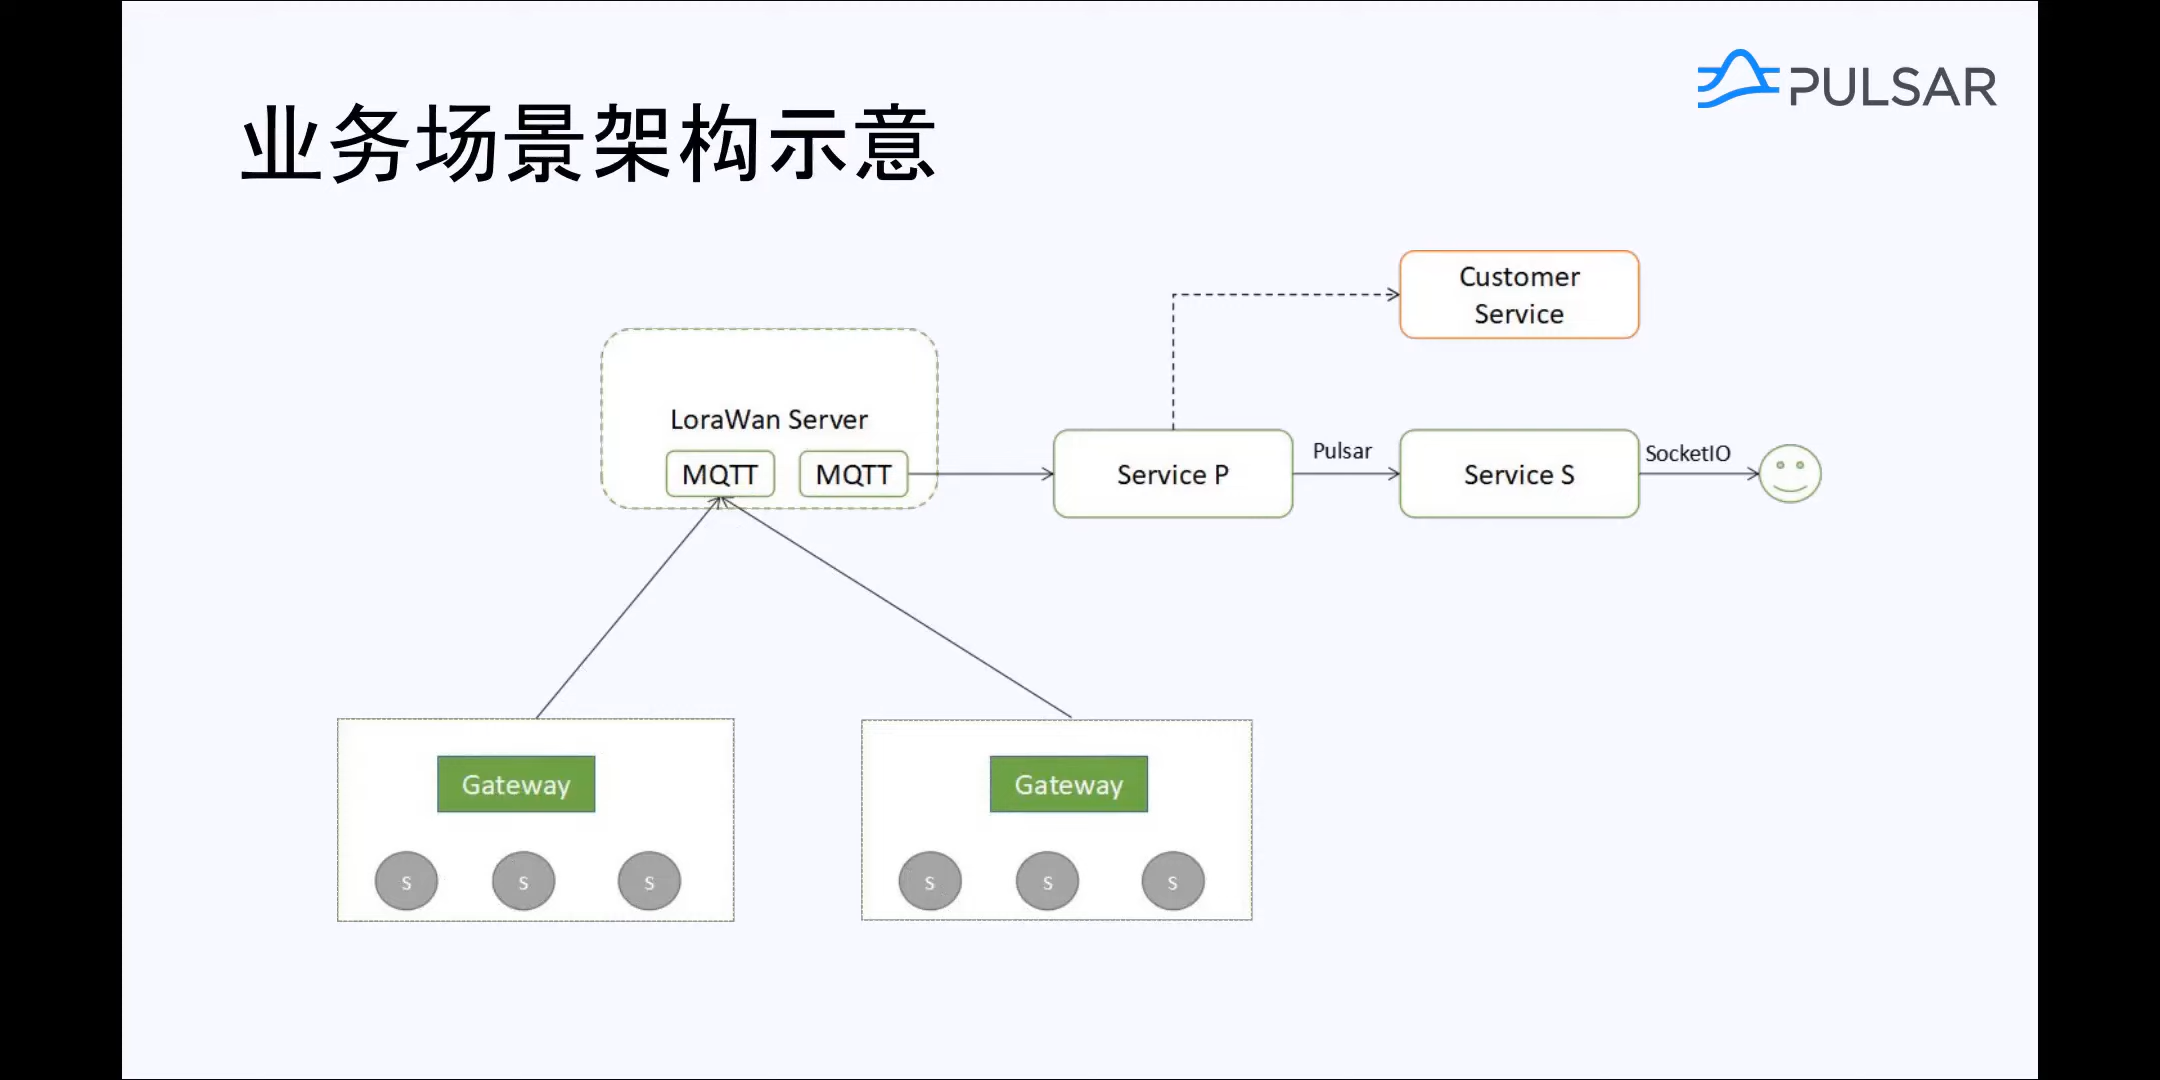 PULSAR
业务场景架构示意
Customer
Service
LoraWan Server
MQTT
MQTT
Service P
Pulsar
Service S
SocketIO
Gateway
Gateway
S
S
S
S
S
S